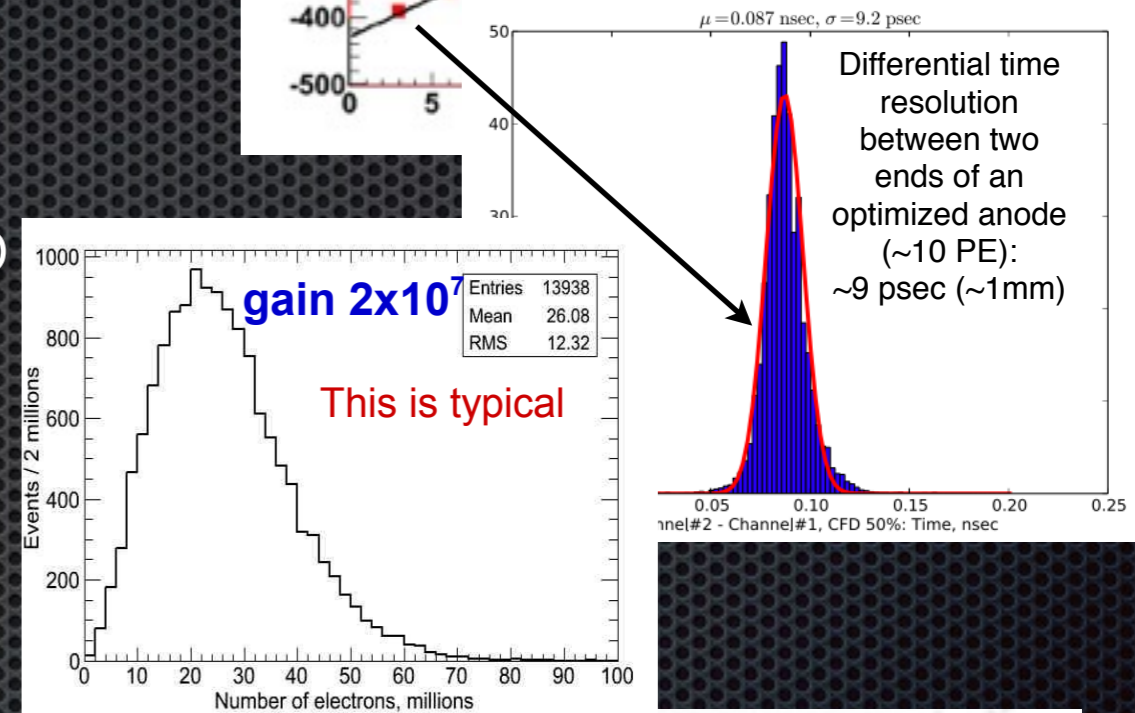 -400
-500
0 5
μ=0.087 nsec, σ=9.2 psec
50
40
30
Differential time
resolution
between two
ends of an
optimized anode
(~10 PE):
~9 psec (~1mm)
0.05 0.10 0.15 0.20 0.25
nnel#2 - Channel#1, CFD 50%: Time, nsec
)
gain 2x10⁷
Entries 13938
Mean 26.08
RMS 12.32
This is typical
Events / 2 millions
1000
800
600
400
200
0
0 10 20 30 40 50 60 70 80 90 100
Number of electrons, millions